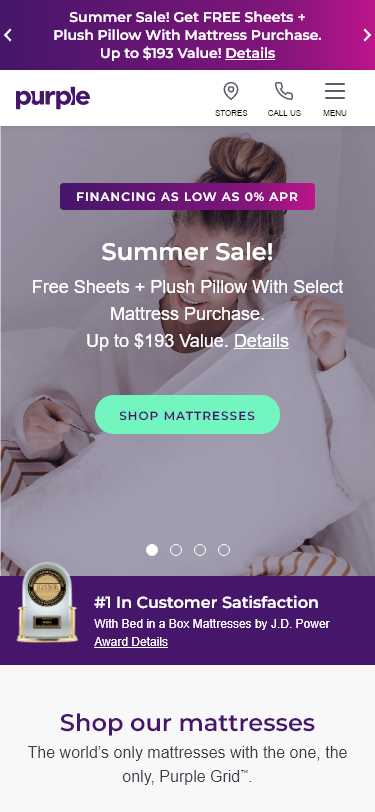 Summer Sale! Get FREE Sheets +
Plush Pillow With Mattress Purchase.
Up to $193 Value! Details
purple
STORES
CALL US
MENU
FINANCING AS LOW AS 0% APR
Summer Sale!
Free Sheets + Plush Pillow With Select
Mattress Purchase.
Up to $193 Value. Details
SHOP MATTRESSES
#1 In Customer Satisfaction
With Bed in a Box Mattresses by J.D. Power
Award Details
Shop our mattresses
The world’s only mattresses with the one, the
only, Purple Grid™.